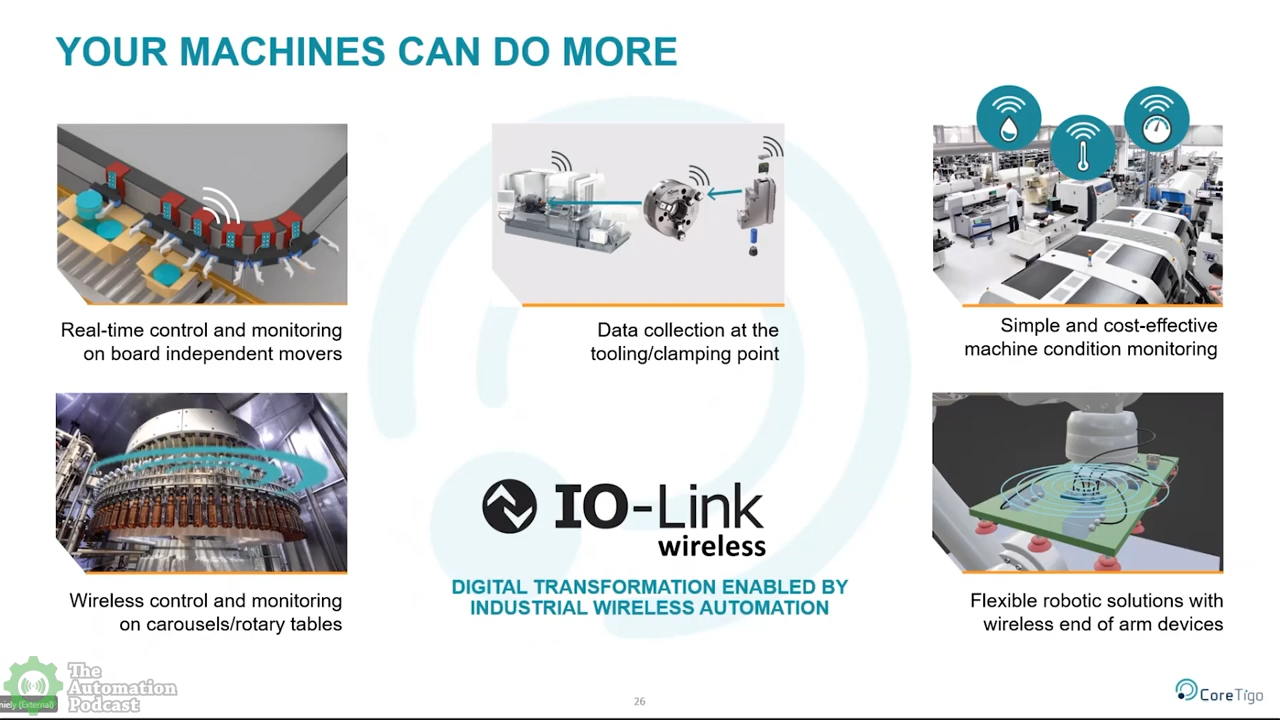 YOUR MACHINES CAN DO MORE
Real-time control and monitoring
on board independent movers
Data collection at the
tooling/clamping point
Simple and cost-effective
machine condition monitoring
Wireless control and monitoring
on carousels/rotary tables
IO-Link
wireless
DIGITAL TRANSFORMATION ENABLED BY
INDUSTRIAL WIRELESS AUTOMATION
Flexible robotic solutions with
wireless end of arm devices
The
Automation
Podcast
(External)
26
CoreTigo